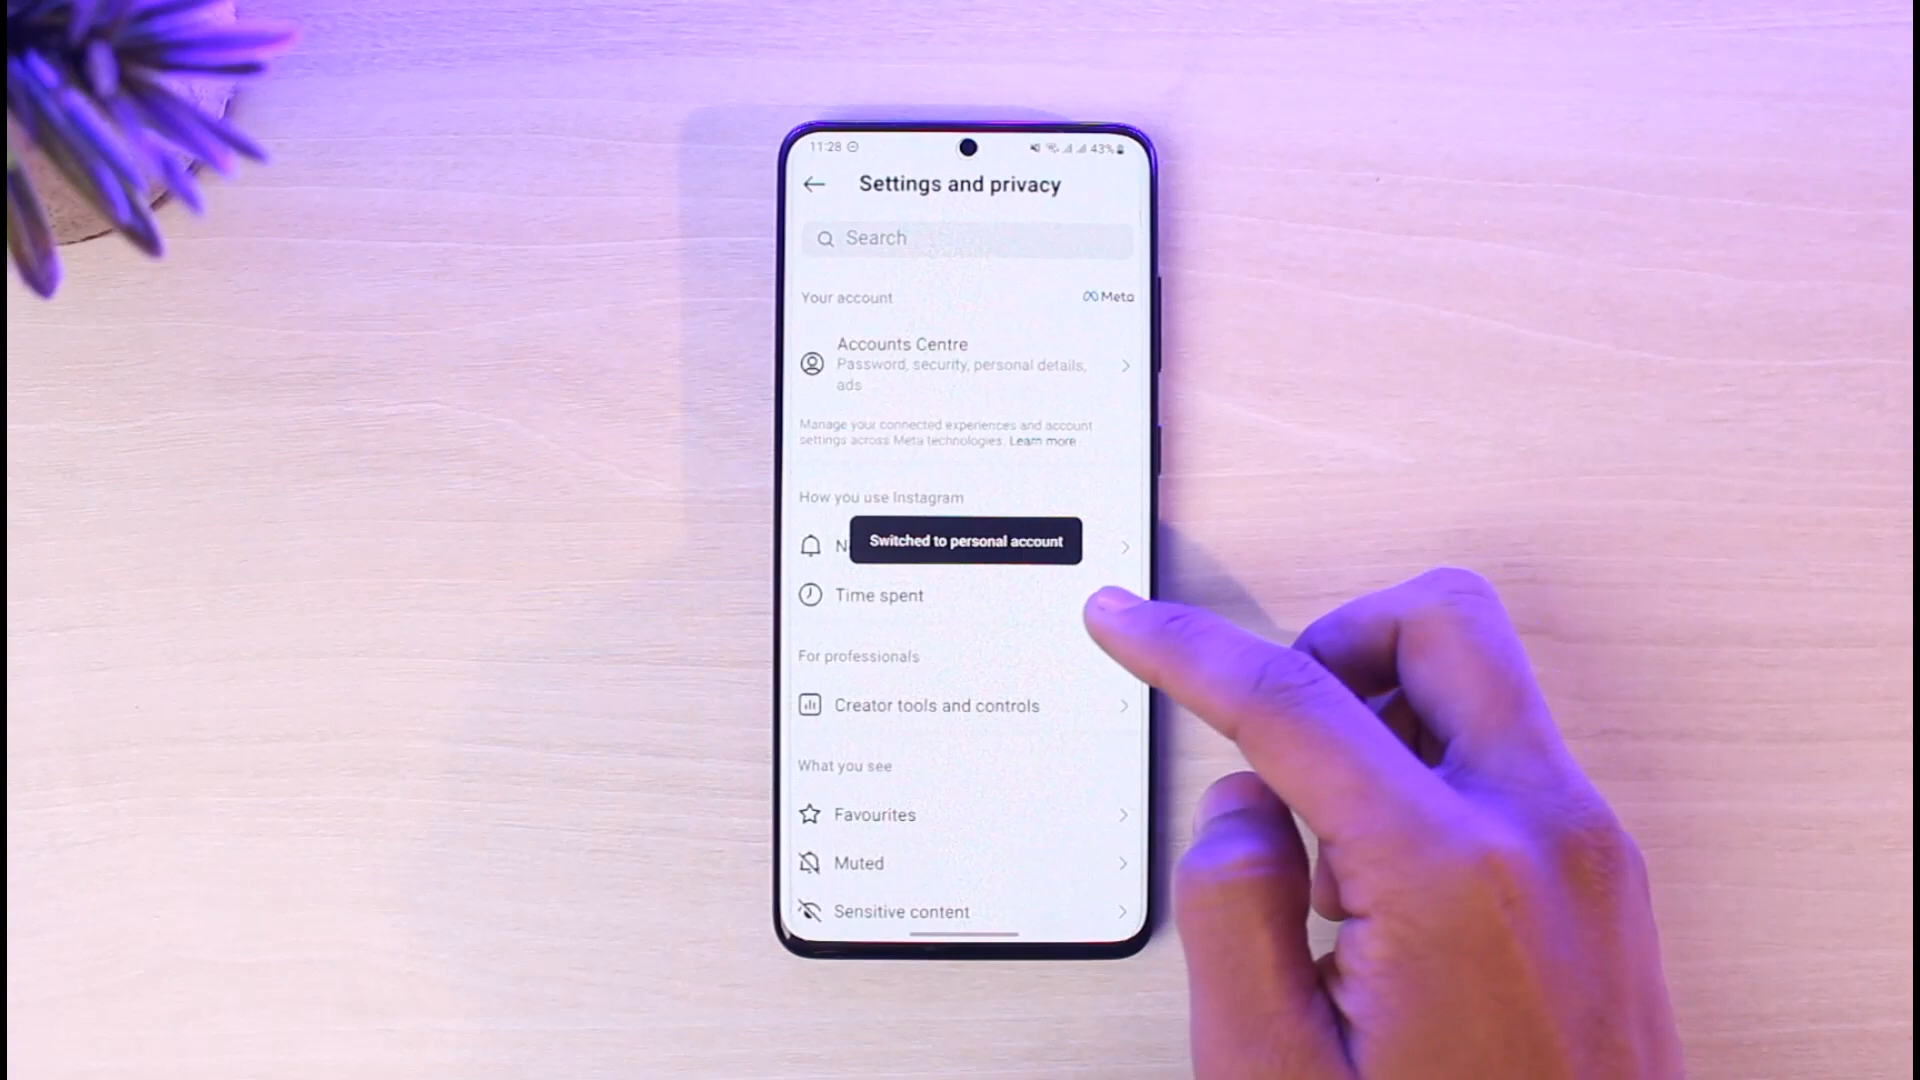 11:28
43%
Settings and privacy
Search
Your account
Meta
Accounts Centre
Password, security, personal details,
ads
Manage your connected experiences and account
settings across Meta technologies. Learn more
How you use Instagram
N
Switched to personal account
Time spent
For professionals
Creator tools and controls
What you see
Favourites
Muted
Sensitive content